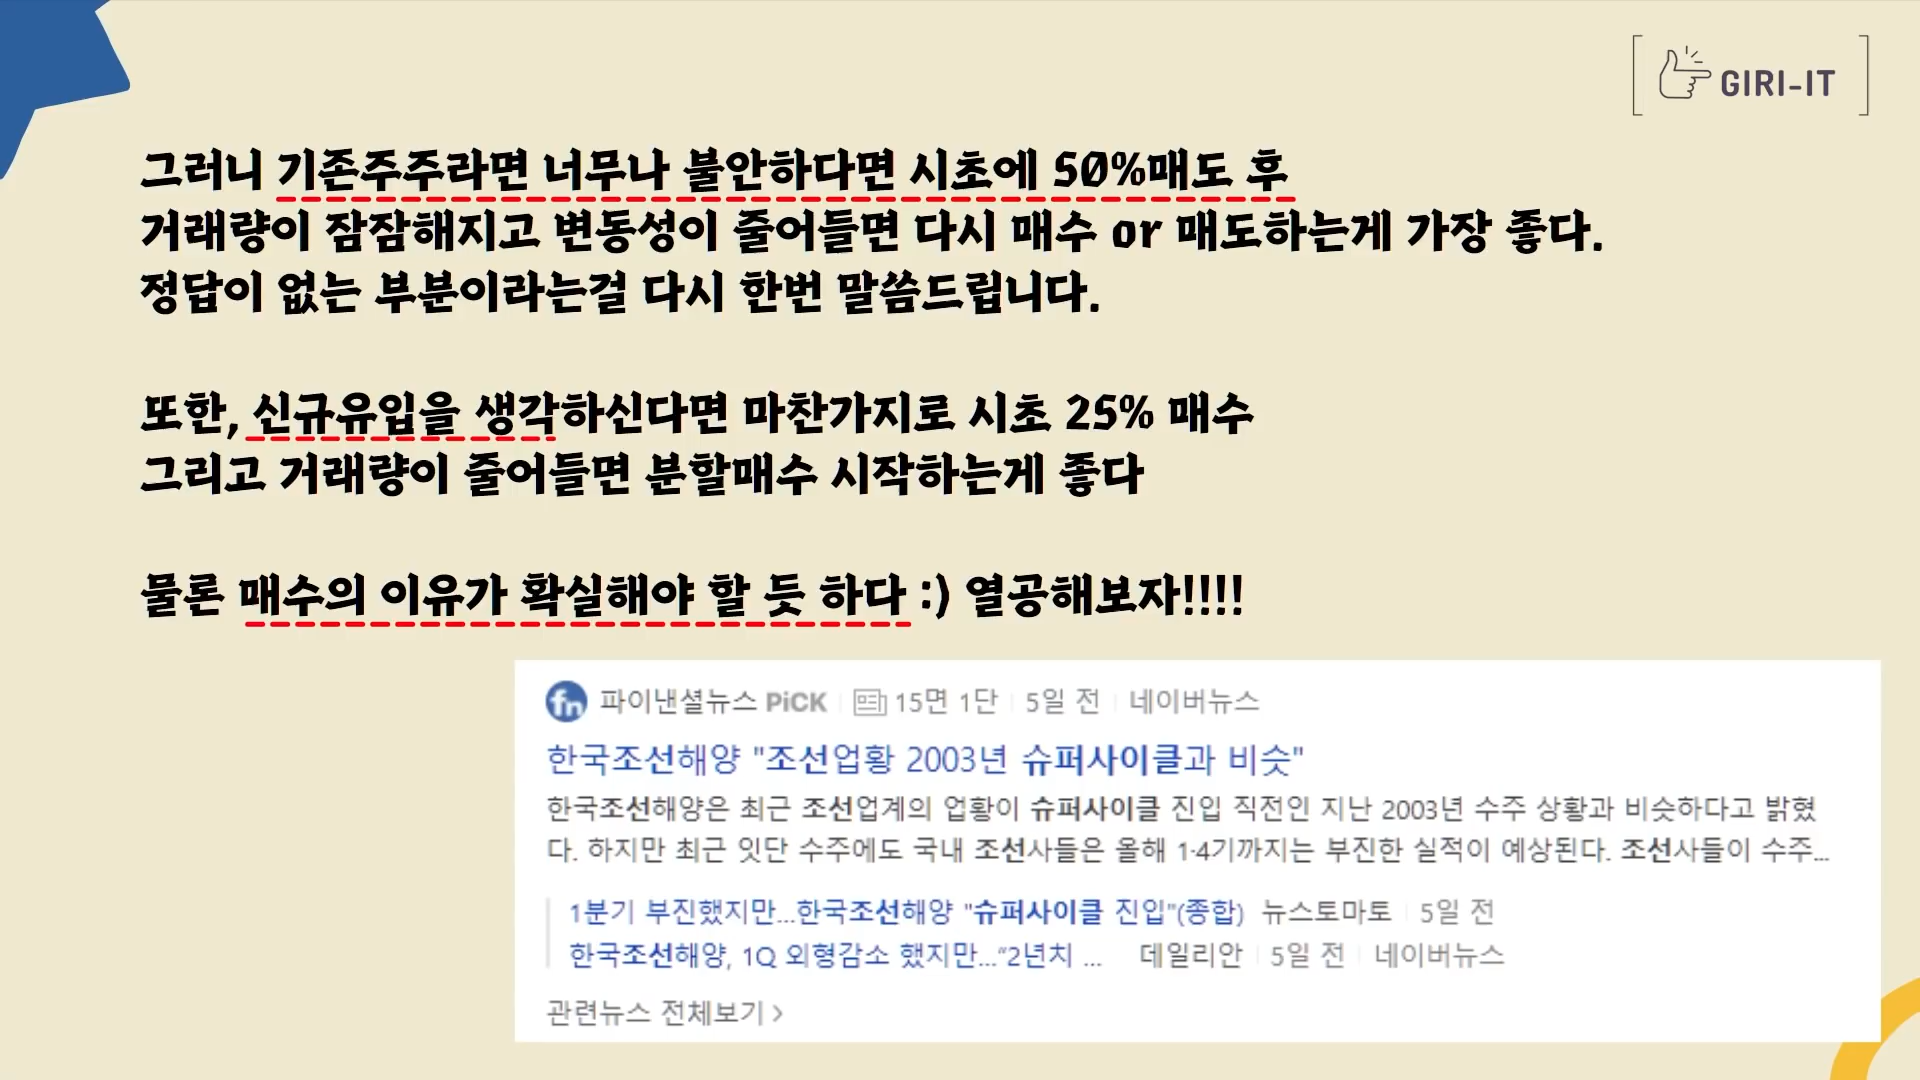 GIRI-IT
그러니 기존주주라면 너무나 불안하다면 시초에 50%매도 후
거래량이 잠잠해지고 변동성이 줄어들면 다시 매수 or 매도하는게 가장 좋다.
정답이 없는 부분이라는걸 다시 한번 말씀드립니다.
또한, 신규유입을 생각하신다면 마찬가지로 시초 25% 매수
그리고 거래량이 줄어들면 분할매수 시작하는게 좋다
물론 매수의 이유가 확실해야 할 듯 하다 :) 열공해보자!!!!
fn 파이낸셜뉴스 PiCK 15면 1단 5일 전 네이버뉴스
한국조선해양 "조선업황 2003년 슈퍼사이클과 비슷"
한국조선해양은 최근 조선업계의 업황이 슈퍼사이클 진입 직전인 지난 2003년 수주 상황과 비슷하다고 밝혔
다. 하지만 최근 잇단 수주에도 국내 조선사들은 올해 1·4기까지는 부진한 실적이 예상된다. 조선사들이 수주...
1분기 부진했지만...한국조선해양 "슈퍼사이클 진입"(종합) 뉴스토마토 5일 전
한국조선해양, 1Q 외형감소 했지만..."2년치 ... 데일리안 5일 전 네이버뉴스
관련뉴스 전체보기 >